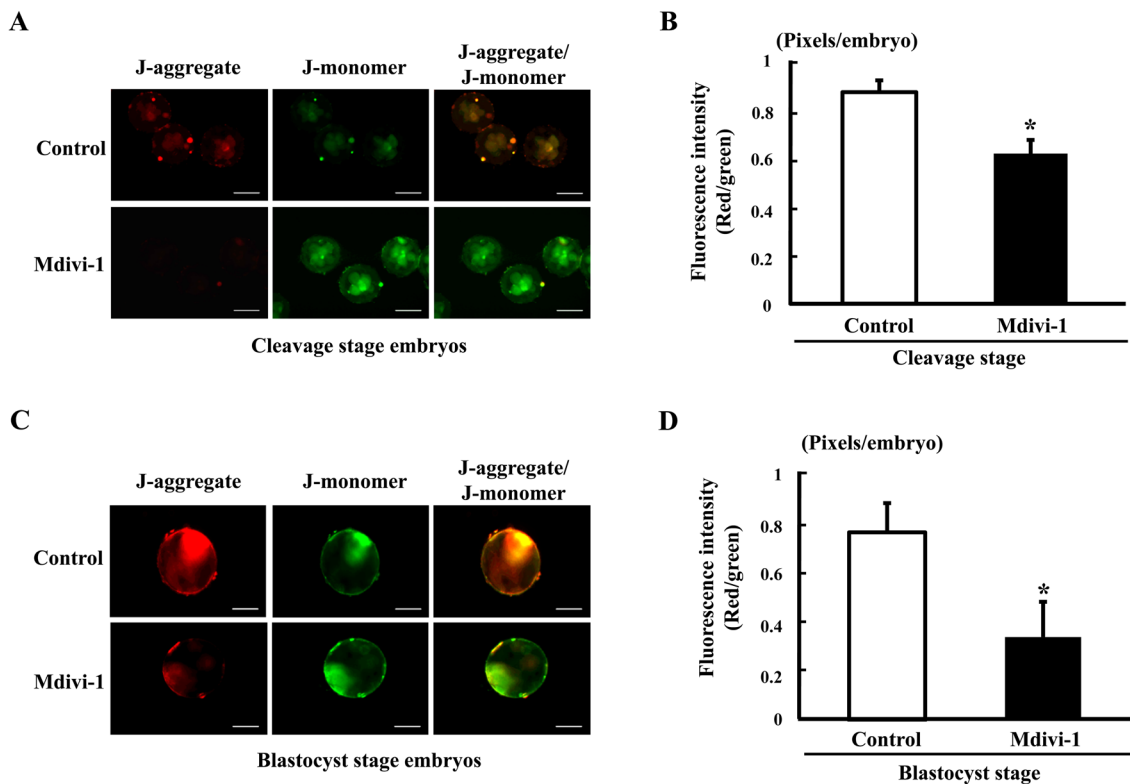 A
J-aggregate
J-monomer
J-aggregate/
J-monomer
Control
Mdivi-1
Cleavage stage embryos
B
(Pixels/embryo)
Fluorescence intensity
(Red/green)
1
0.8
0.6
0.4
0.2
0
*
Control
Mdivi-1
Cleavage stage
C
J-aggregate
J-monomer
J-aggregate/
J-monomer
Control
Mdivi-1
Blastocyst stage embryos
D
(Pixels/embryo)
Fluorescence intensity
(Red/green)
1
0.8
0.6
0.4
0.2
0
*
Control
Mdivi-1
Blastocyst stage